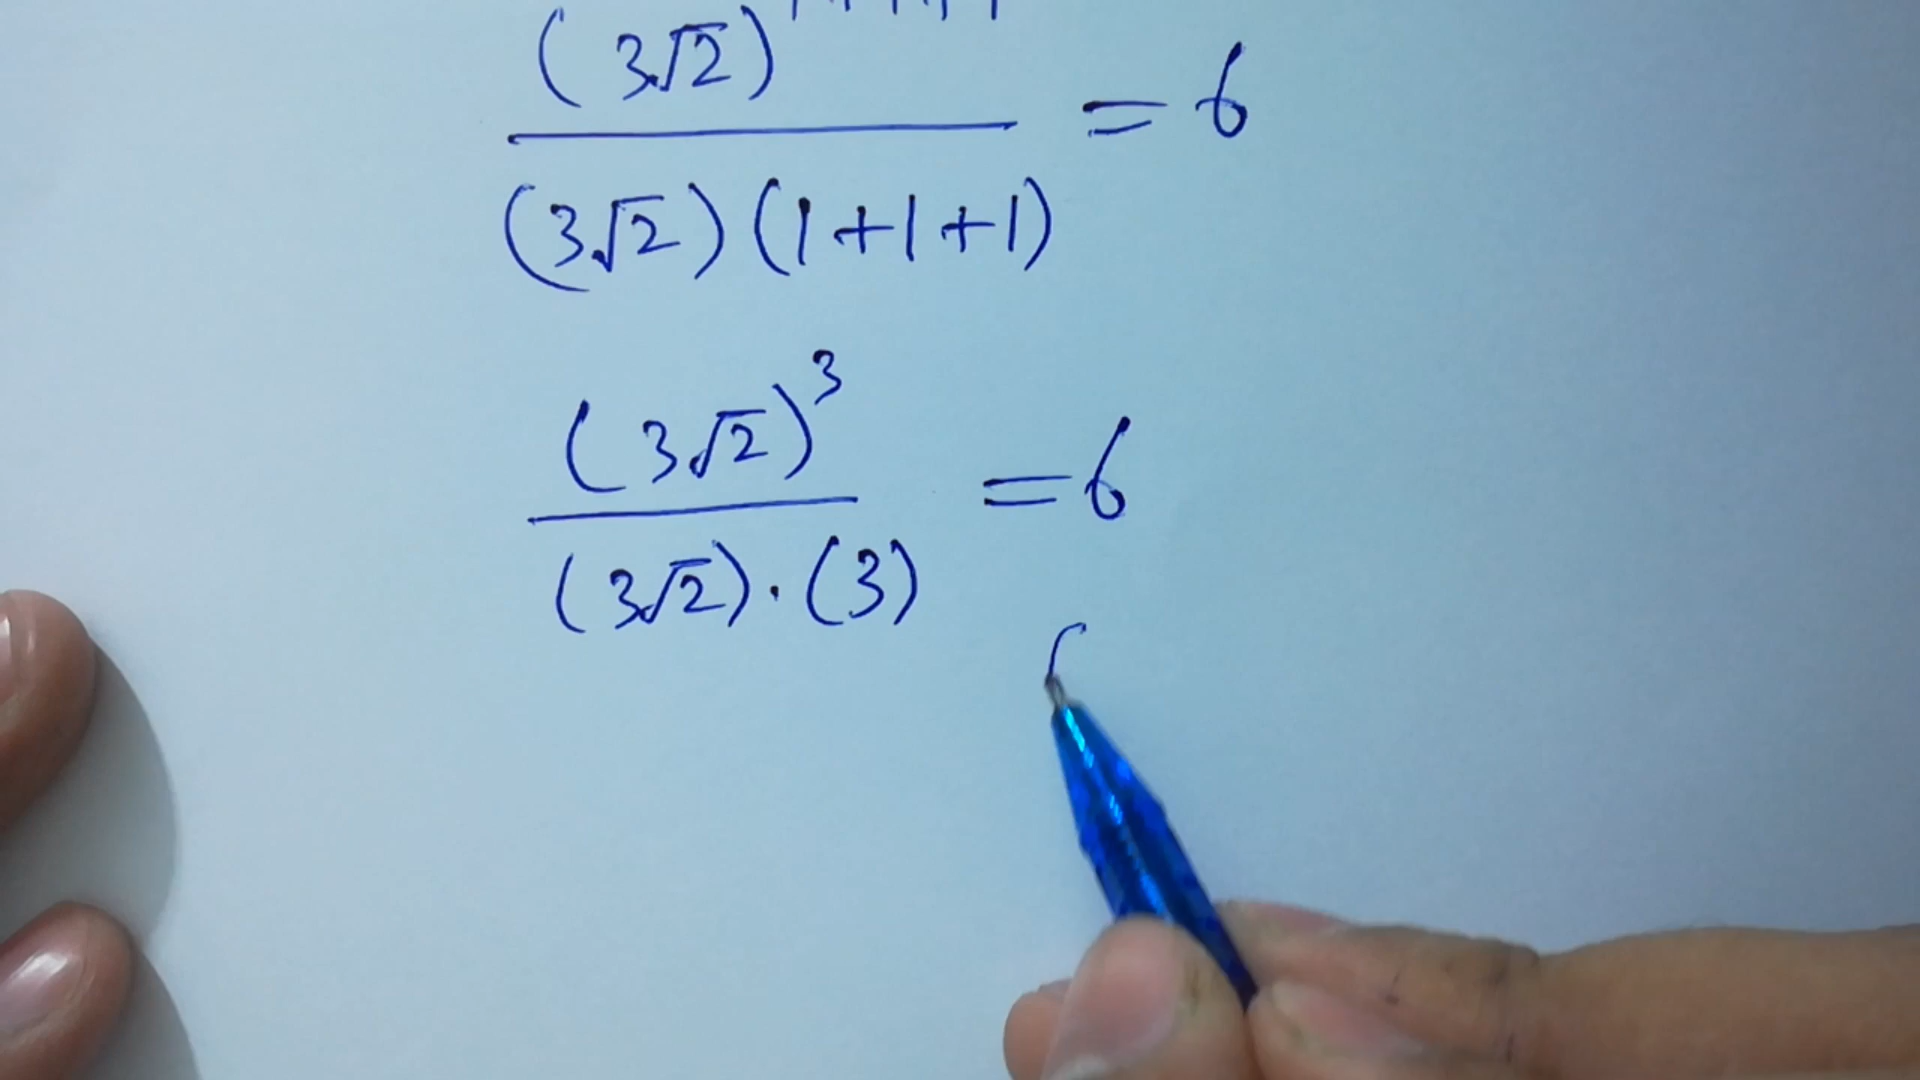 (3√2)
――― = 6
(3√2)(1+1+1)
(3√2)³
――― = 6
(3√2)·(3)
(